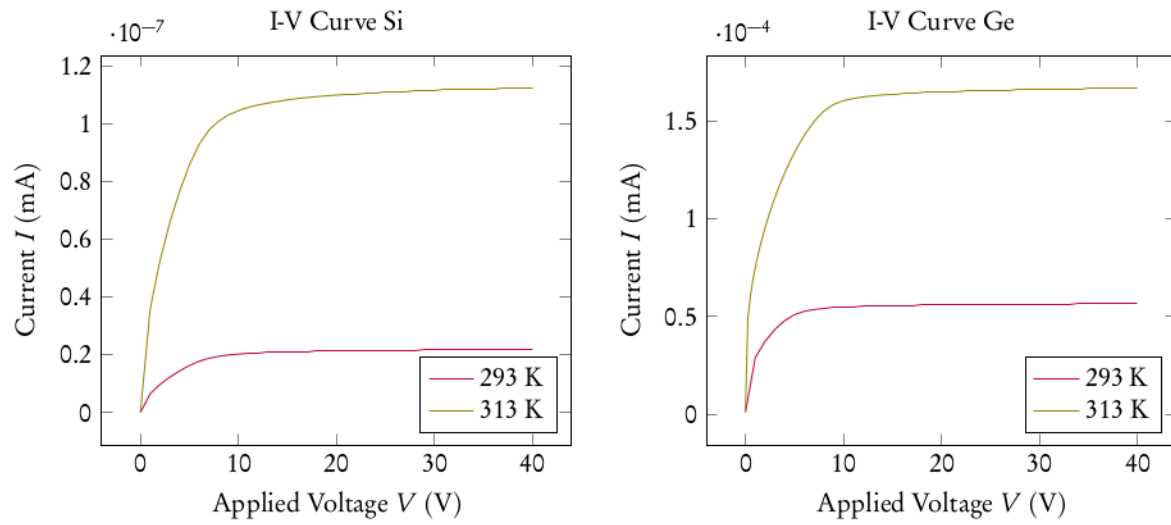 I-V Curve Si
·10⁻⁷
1.2
1
0.8
0.6
0.4
0.2
0
0 10 20 30 40
Current I (mA)
Applied Voltage V (V)
293 K
313 K
I-V Curve Ge
·10⁻⁴
1.5
1
0.5
0
0 10 20 30 40
Current I (mA)
Applied Voltage V (V)
293 K
313 K